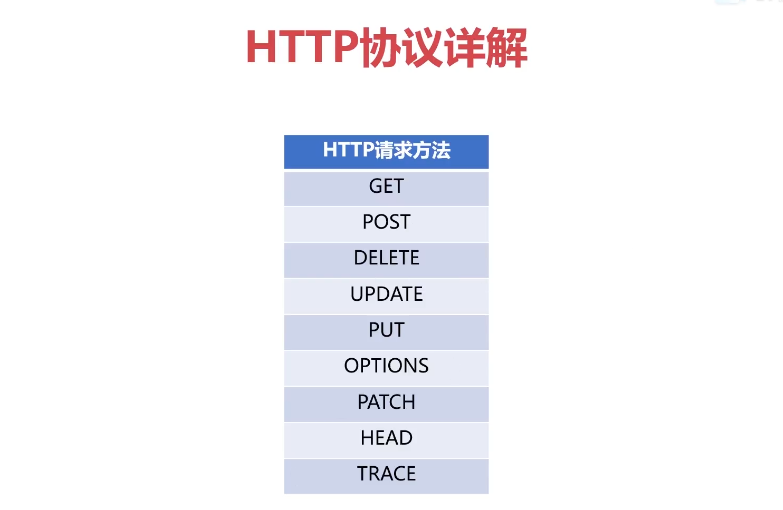 HTTP协议详解
HTTP请求方法
GET
POST
DELETE
UPDATE
PUT
OPTIONS
PATCH
HEAD
TRACE